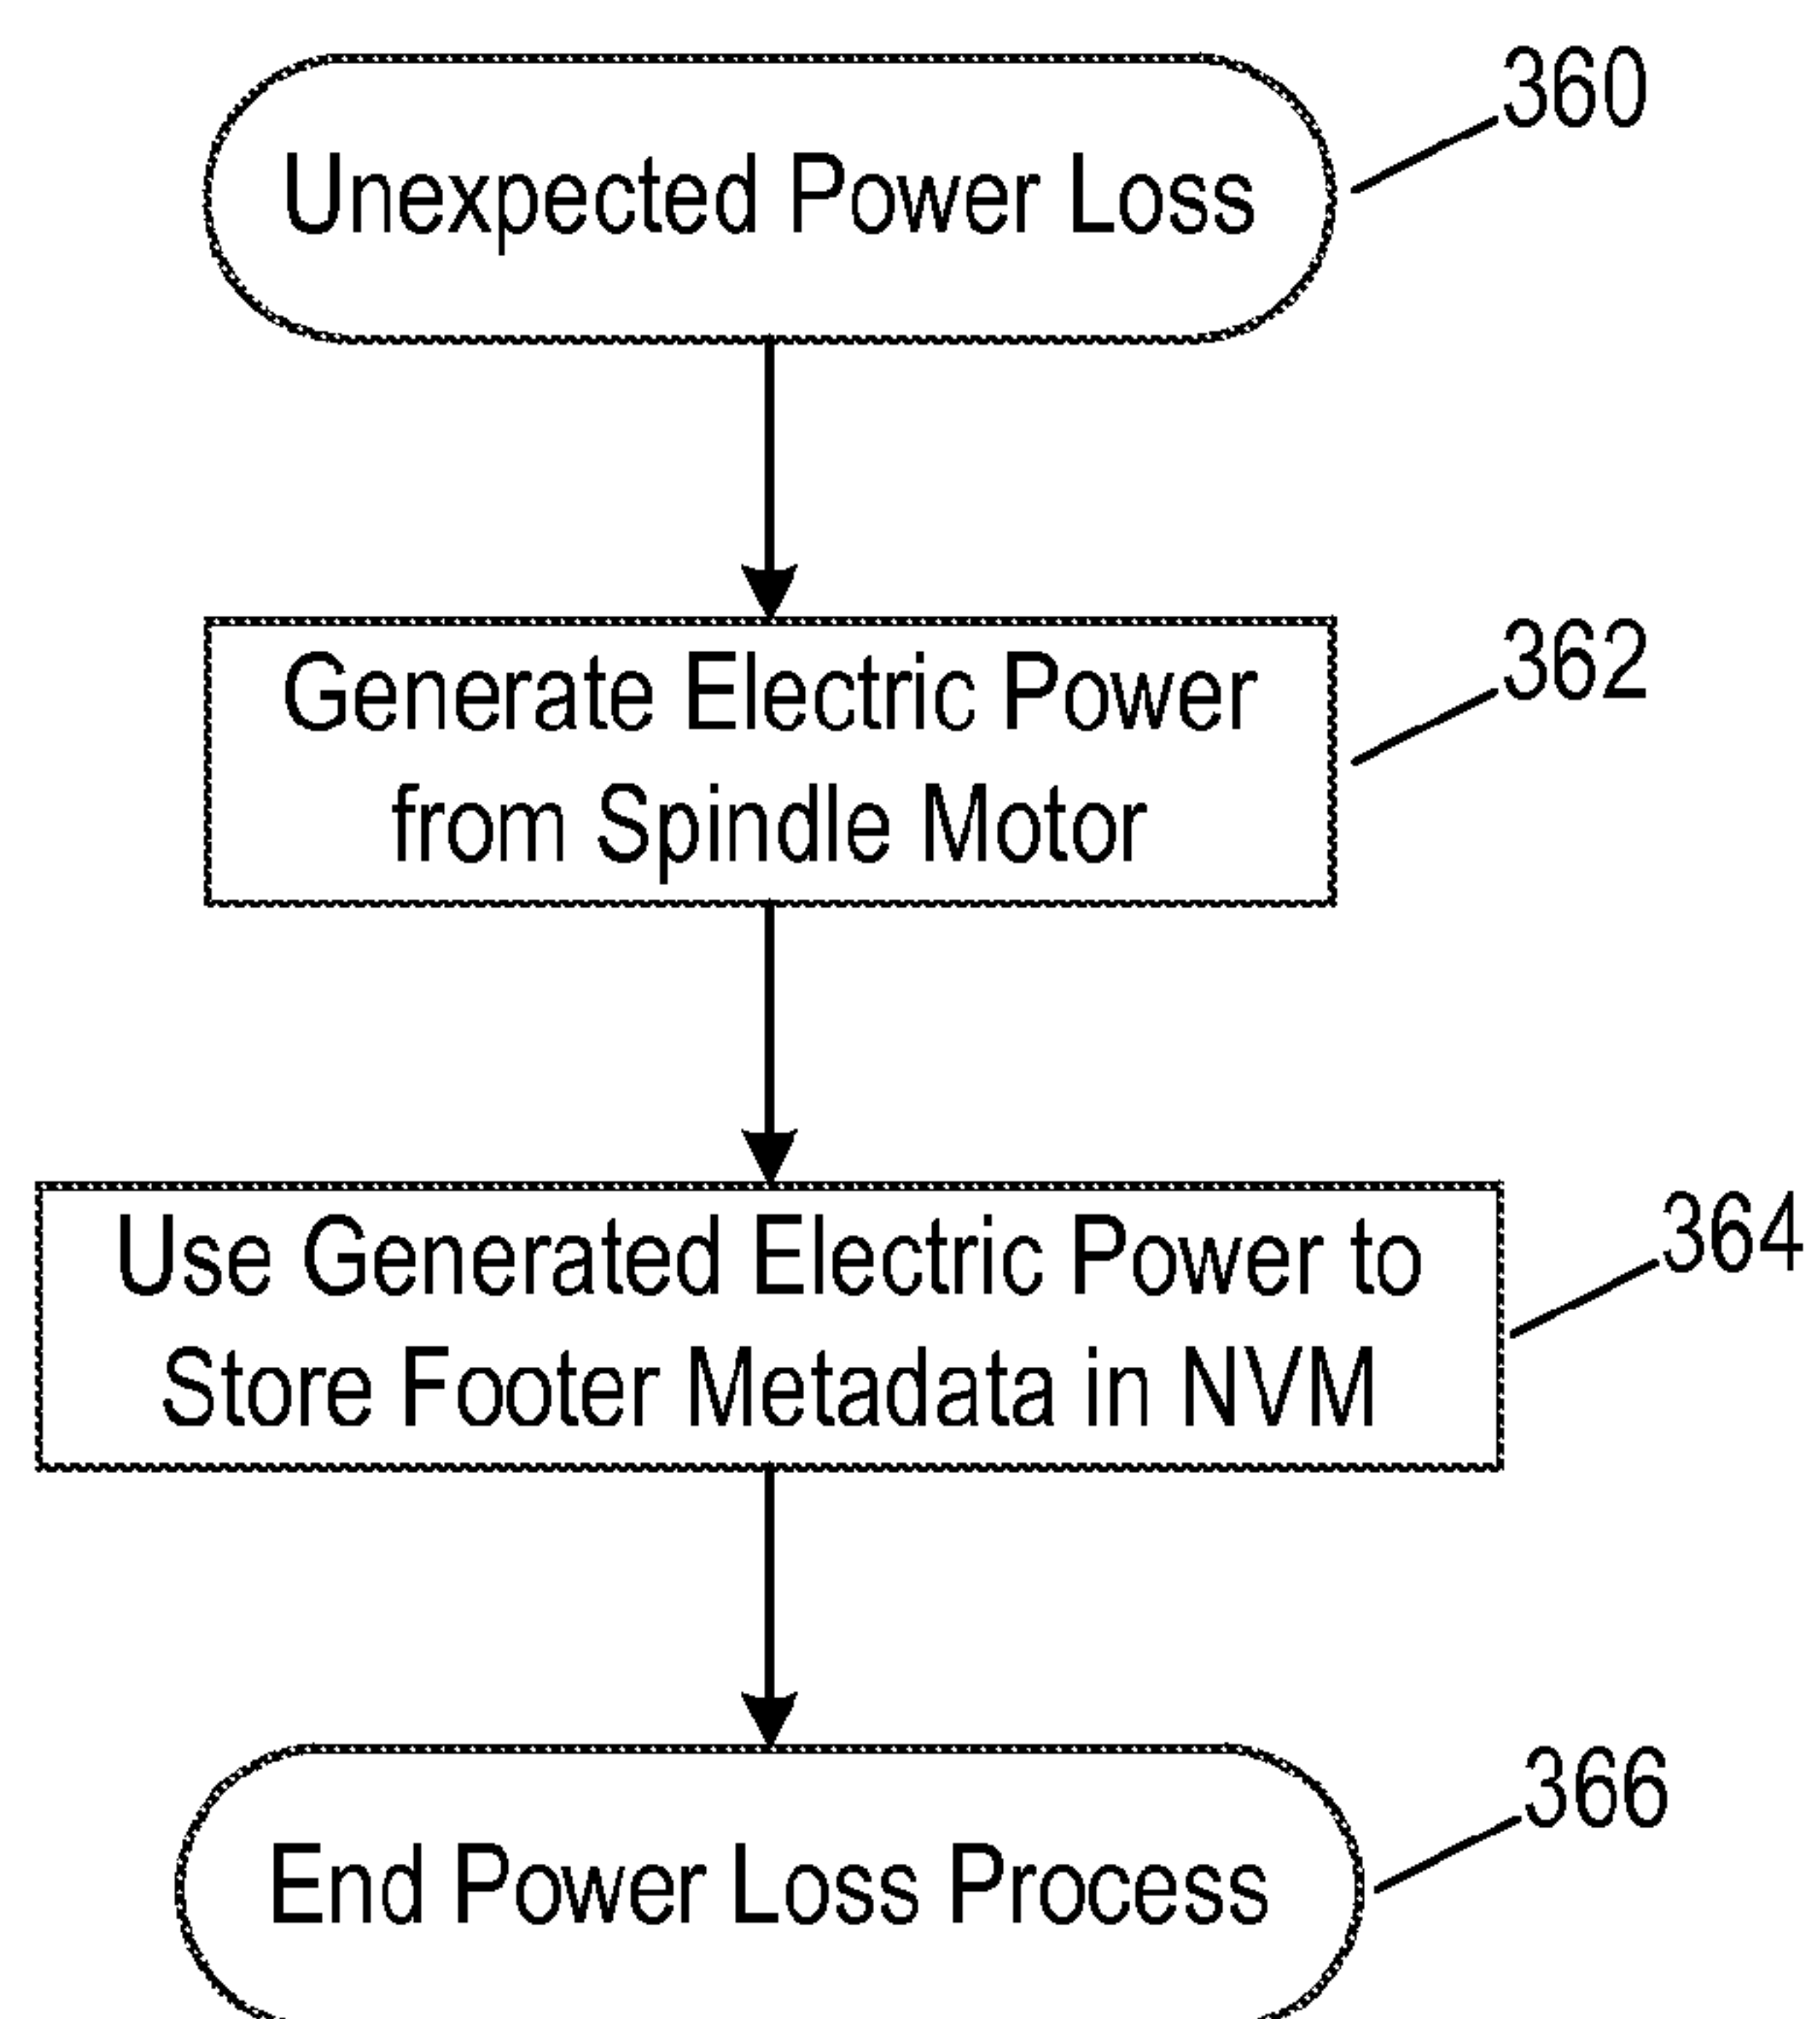 360
Unexpected Power Loss
362
Generate Electric Power
from Spindle Motor
364
Use Generated Electric Power to
Store Footer Metadata in NVM
366
End Power Loss Process